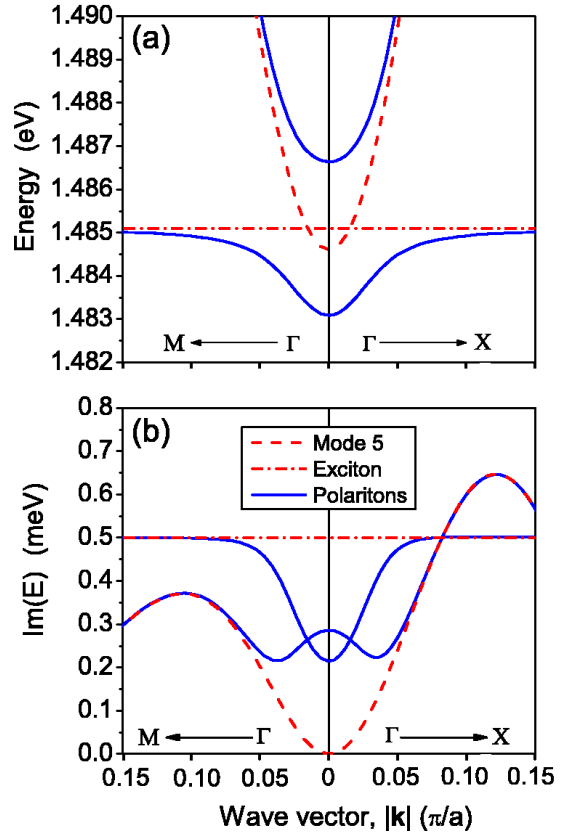 (a)
Energy (eV)
1.490
1.489
1.488
1.487
1.486
1.485
1.484
1.483
1.482
M Γ Γ X
(b)
Im(E) (meV)
0.8
0.7
0.6
0.5
0.4
0.3
0.2
0.1
0.0
Mode 5
Exciton
Polaritons
M Γ Γ X
0.15 0.10 0.05 0 0.05 0.10 0.15
Wave vector, |k| (π/a)